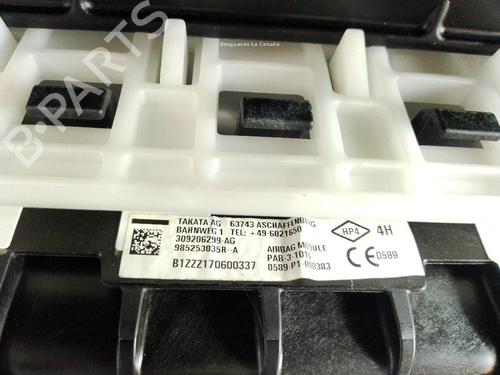 Desguaces La Cabaña
B-PARTS
TAKATA AG 63743 ASCHAFFENBURG
BAHNWEG 1 TEL: +49-6021650
309206299-AG
985253035R--A
AIRBAG MODULE
PAB-3-1016
B1ZZZ170600337
0589-P1-000383
HP4
4H
CE 0589